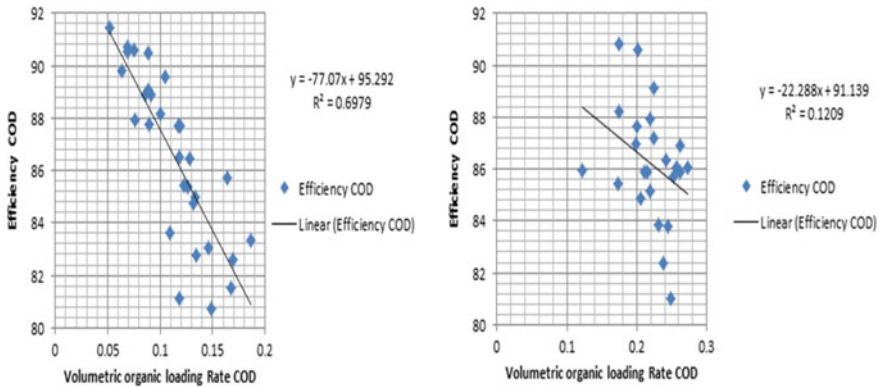 92
90
88
86
84
82
80
Efficiency COD
0
0.05
0.1
0.15
0.2
Volumetric organic loading Rate COD
y = -77.07x + 95.292
R² = 0.6979
Efficiency COD
Linear (Efficiency COD)
92
90
88
86
84
82
80
Efficiency COD
0
0.1
0.2
0.3
Volumetric organic loading Rate COD
y = -22.288x + 91.139
R² = 0.1209
Efficiency COD
Linear (Efficiency COD)